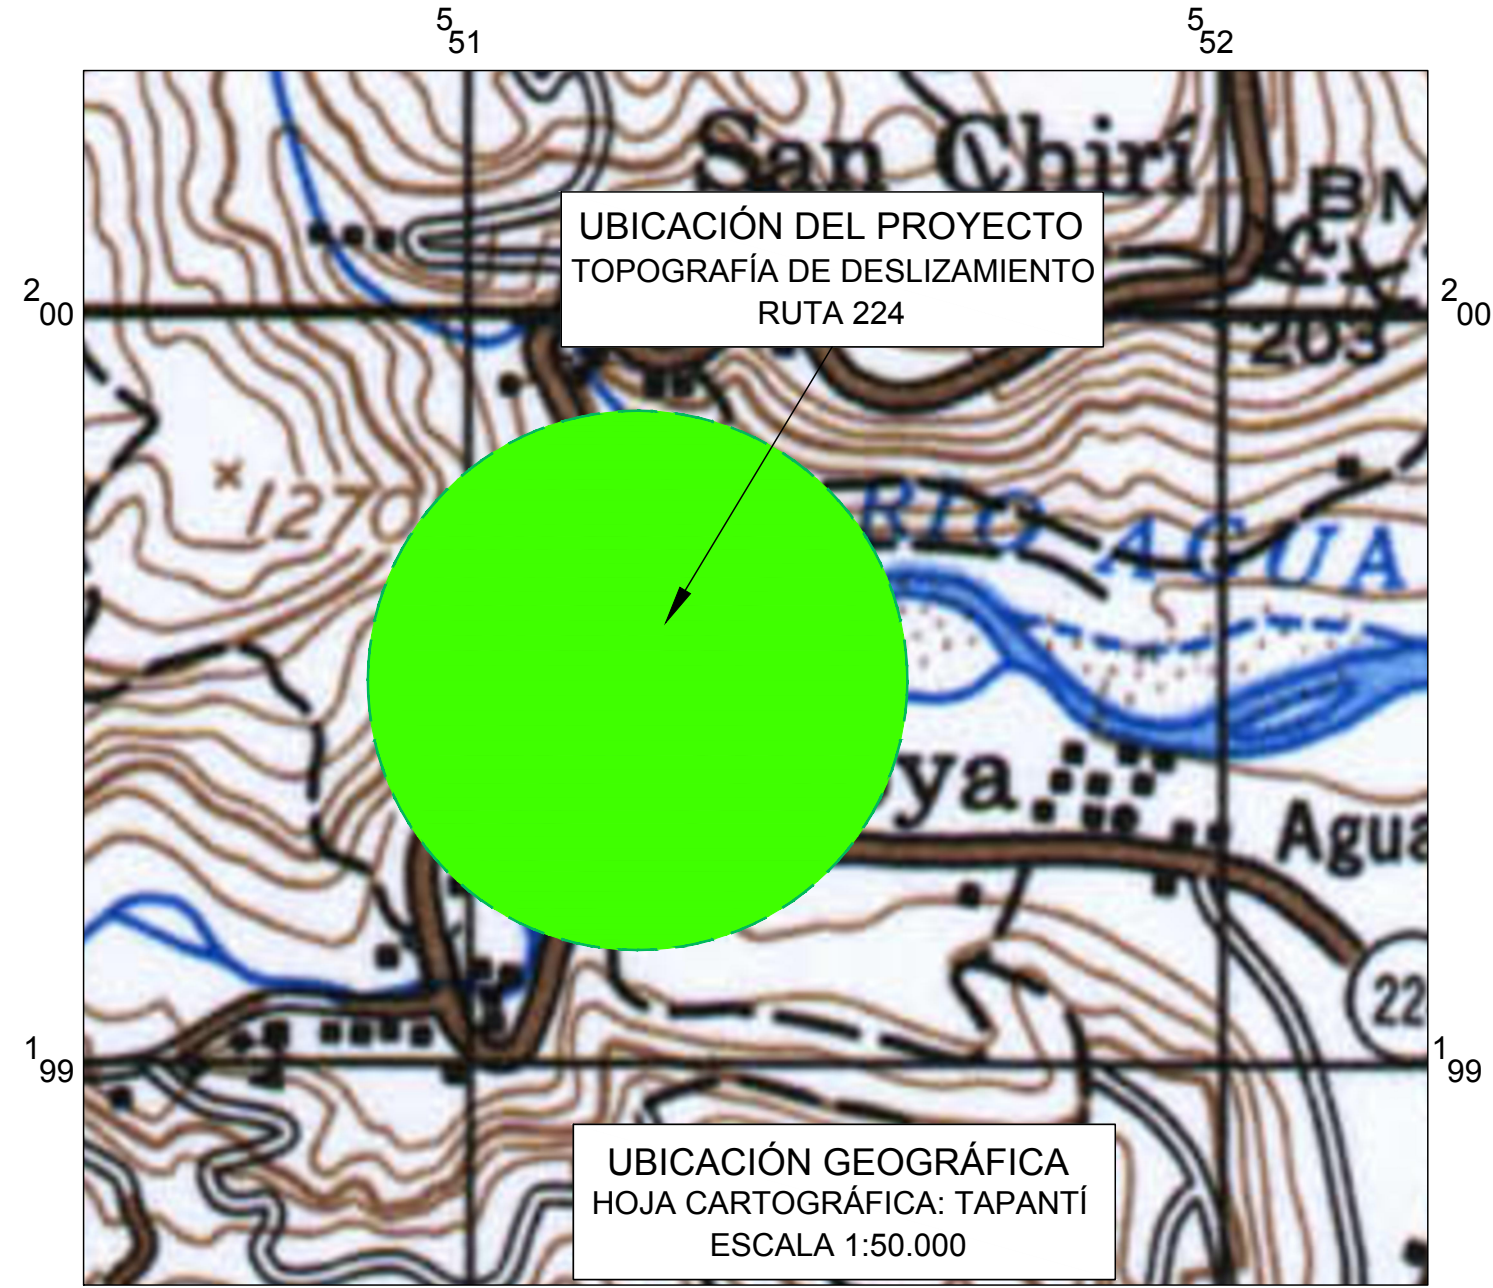 5 5
51 52
San Chirí
BM
UBICACIÓN DEL PROYECTO
TOPOGRAFÍA DE DESLIZAMIENTO
RUTA 224
2 2
00 00
1270
RIO AGUA
ya
Agua
22
1 1
99 99
UBICACIÓN GEOGRÁFICA
HOJA CARTOGRÁFICA: TAPANTÍ
ESCALA 1:50.000